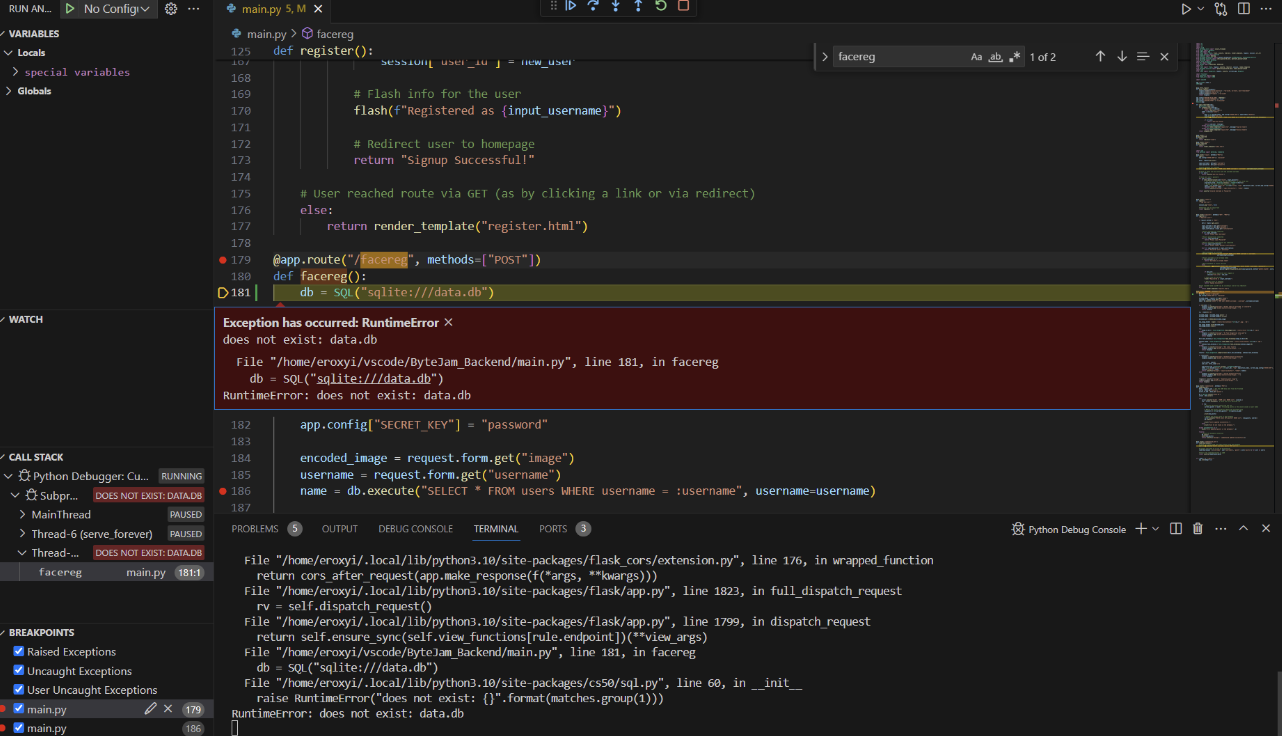 RUN AN... No Config
main.py 5, M
main.py > facereg
VARIABLES
Locals
special variables
Globals
WATCH
CALL STACK
Python Debugger: Cu... RUNNING
Subpr... DOES NOT EXIST: DATA.DB
MainThread PAUSED
Thread-6 (serve_forever) PAUSED
Thread-... DOES NOT EXIST: DATA.DB
facereg main.py 181:1
BREAKPOINTS
Raised Exceptions
Uncaught Exceptions
User Uncaught Exceptions
main.py 179
main.py 186
facereg Aa ab 1 of 2
125 def register():
167 session["user_id"] = new_user
168
169 # Flash info for the user
170 flash(f"Registered as {input_username}")
171
172 # Redirect user to homepage
173 return "Signup Successful!"
174
175 # User reached route via GET (as by clicking a link or via redirect)
176 else:
177 return render_template("register.html")
178
179 @app.route("/facereg", methods=["POST"])
180 def facereg():
181 db = SQL("sqlite:///data.db")
Exception has occurred: RuntimeError
does not exist: data.db
File "/home/eroxyi/vscode/ByteJam_Backend/main.py", line 181, in facereg
db = SQL("sqlite:///data.db")
RuntimeError: does not exist: data.db
182 app.config["SECRET_KEY"] = "password"
183
184 encoded_image = request.form.get("image")
185 username = request.form.get("username")
186 name = db.execute("SELECT * FROM users WHERE username = :username", username=username)
187
PROBLEMS 5 OUTPUT DEBUG CONSOLE TERMINAL PORTS 3 Python Debug Console
File "/home/eroxyi/.local/lib/python3.10/site-packages/flask_cors/extension.py", line 176, in wrapped_function
return cors_after_request(app.make_response(f(*args, **kwargs)))
File "/home/eroxyi/.local/lib/python3.10/site-packages/flask/app.py", line 1823, in full_dispatch_request
rv = self.dispatch_request()
File "/home/eroxyi/.local/lib/python3.10/site-packages/flask/app.py", line 1799, in dispatch_request
return self.ensure_sync(self.view_functions[rule.endpoint])(**view_args)
File "/home/eroxyi/vscode/ByteJam_Backend/main.py", line 181, in facereg
db = SQL("sqlite:///data.db")
File "/home/eroxyi/.local/lib/python3.10/site-packages/cs50/sql.py", line 60, in __init__
raise RuntimeError("does not exist: {}".format(matches.group(1)))
RuntimeError: does not exist: data.db